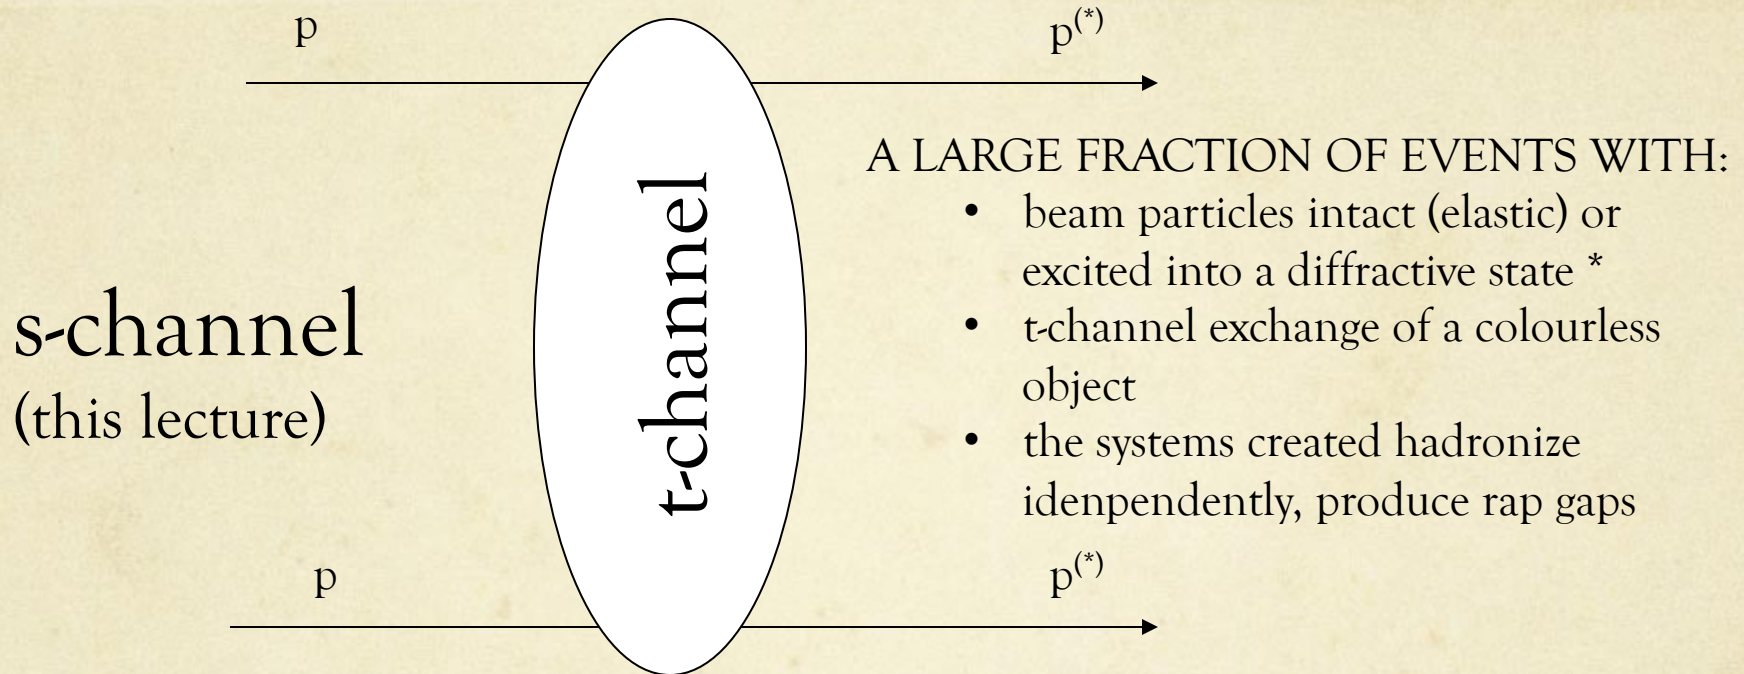 p
p(*)
A LARGE FRACTION OF EVENTS WITH:
• beam particles intact (elastic) or
excited into a diffractive state *
• t-channel exchange of a colourless
object
• the systems created hadronize
idenpendently, produce rap gaps
s-channel
(this lecture)
t-channel
p
p(*)